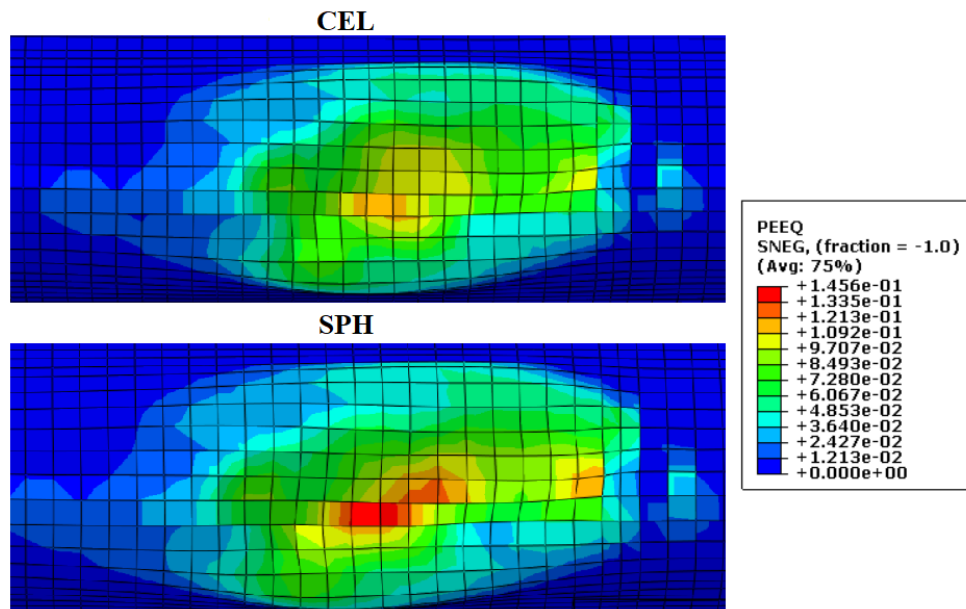 CEL
SPH
PEEQ
SNEG, (fraction = -1.0)
(Avg: 75%)
+1.456e-01
+1.335e-01
+1.213e-01
+1.092e-01
+9.707e-02
+8.493e-02
+7.280e-02
+6.067e-02
+4.853e-02
+3.640e-02
+2.427e-02
+1.213e-02
+0.000e+00